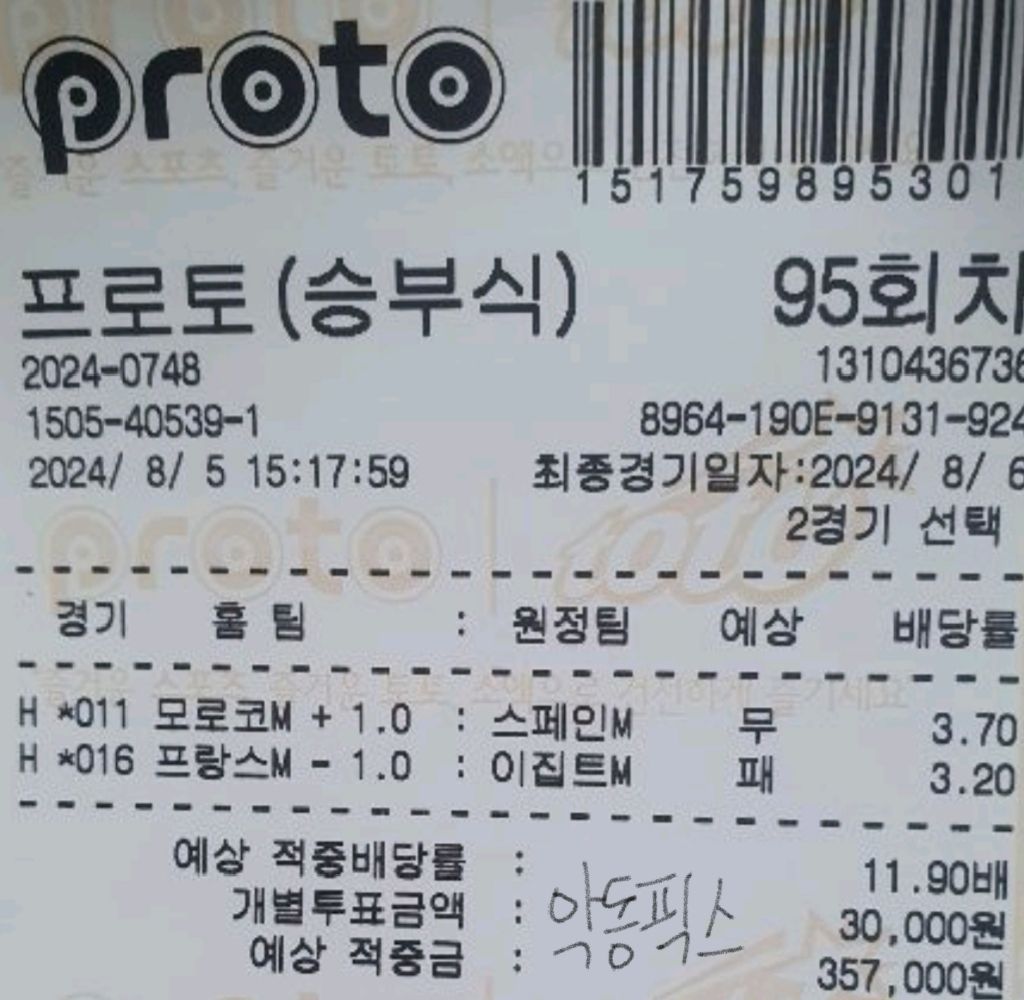 proto
151759895301
프로토(승부식) 95회차
2024-0748 1310436736
1505-40539-1 8964-190E-9131-924
2024/ 8/ 5 15:17:59 최종경기일자:2024/ 8/ 6
2경기 선택
경기 홈 팀 : 원정팀 예상 배당률
H *011 모로코M + 1.0 : 스페인M 무 3.70
H *016 프랑스M - 1.0 : 이집트M 패 3.20
예상 적중배당률 : 11.90배
개별투표금액 : 30,000원
악동픽스
예상 적중금 : 357,000원